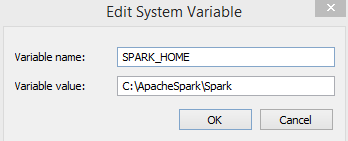 Edit System Variable
Variable name: SPARK_HOME
Variable value: C:\ApacheSpark\Spark
OK Cancel